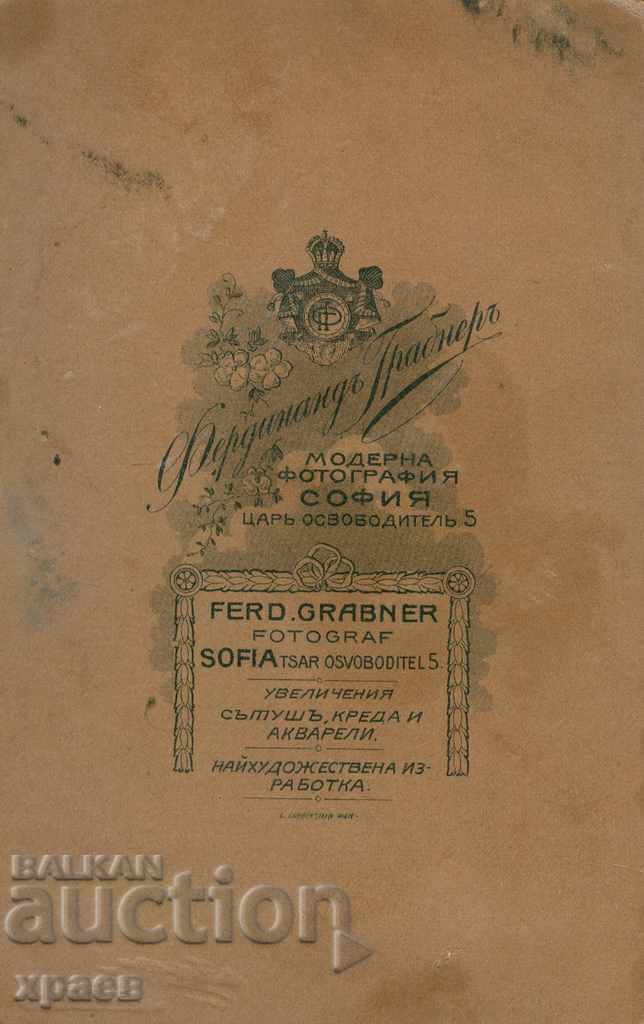 Фердинандъ Грабнеръ
МОДЕРНА
ФОТОГРАФИЯ
СОФИЯ
ЦАРЬ ОСВОБОДИТЕЛЬ 5
FERD. GRABNER
FOTOGRAF
SOFIA TSAR OSVOBODITEL 5.
УВЕЛИЧЕНИЯ
СЪТУШЪ, КРЕДА И
АКВАРЕЛИ.
НАЙХУДОЖЕСТВЕНА ИЗ-
РАБОТКА.
BALKAN
auction
храев